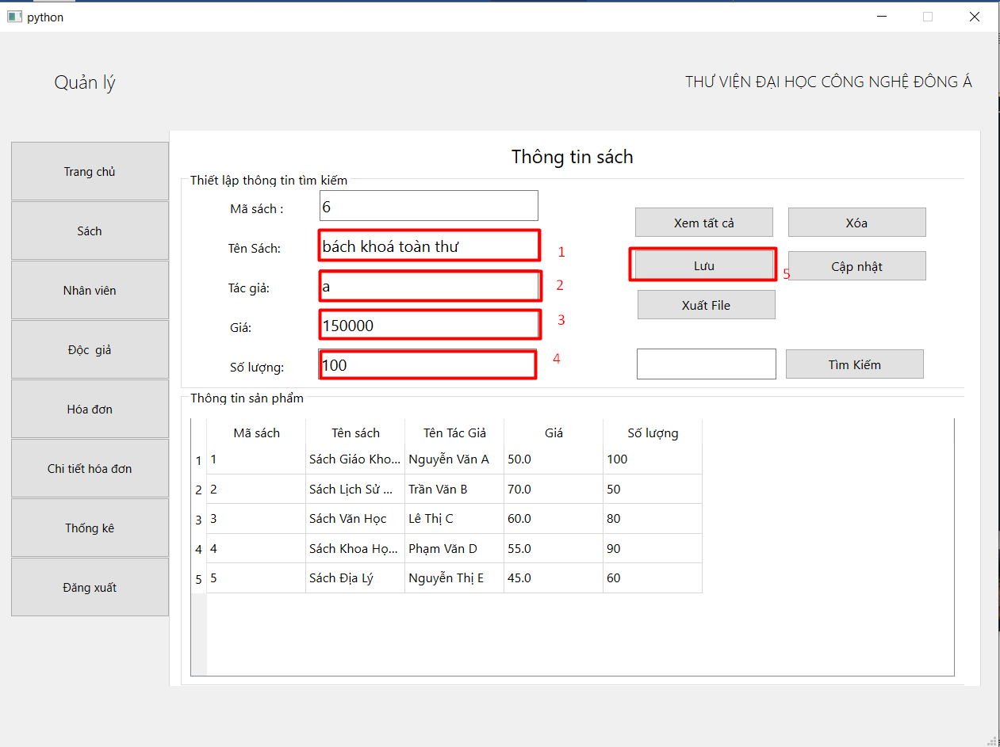 python
Quản lý
THƯ VIỆN ĐẠI HỌC CÔNG NGHỆ ĐÔNG Á
Trang chủ
Sách
Nhân viên
Độc giả
Hóa đơn
Chi tiết hóa đơn
Thống kê
Đăng xuất
Thông tin sách
Thiết lập thông tin tìm kiếm
Mã sách : 6
Tên Sách: bách khoá toàn thư 1
Tác giả: a 2
Giá: 150000 3
Số lượng: 100 4
Xem tất cả Xóa
Lưu 5 Cập nhật
Xuất File
Tìm Kiếm
Thông tin sản phẩm
Mã sách Tên sách Tên Tác Giả Giá Số lượng
1 1 Sách Giáo Kho... Nguyễn Văn A 50.0 100
2 2 Sách Lịch Sử ... Trần Văn B 70.0 50
3 3 Sách Văn Học Lê Thị C 60.0 80
4 4 Sách Khoa Họ... Phạm Văn D 55.0 90
5 5 Sách Địa Lý Nguyễn Thị E 45.0 60